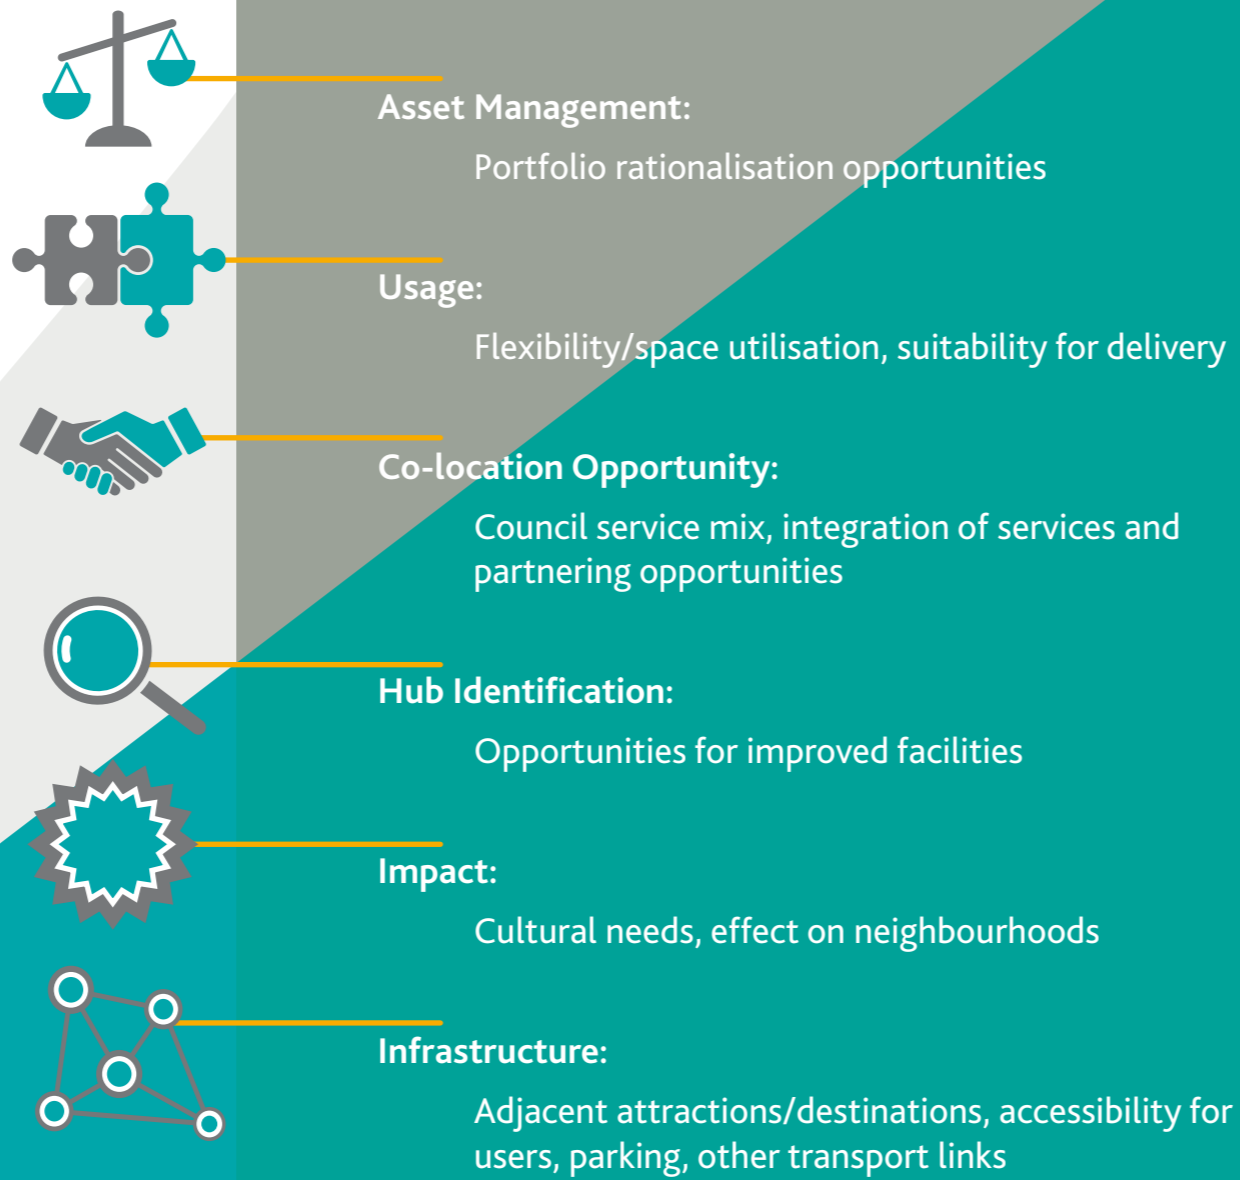 Asset Management:
Portfolio rationalisation opportunities
Usage:
Flexibility/space utilisation, suitability for delivery
Co-location Opportunity:
Council service mix, integration of services and
partnering opportunities
Hub Identification:
Opportunities for improved facilities
Impact:
Cultural needs, effect on neighbourhoods
Infrastructure:
Adjacent attractions/destinations, accessibility for
users, parking, other transport links